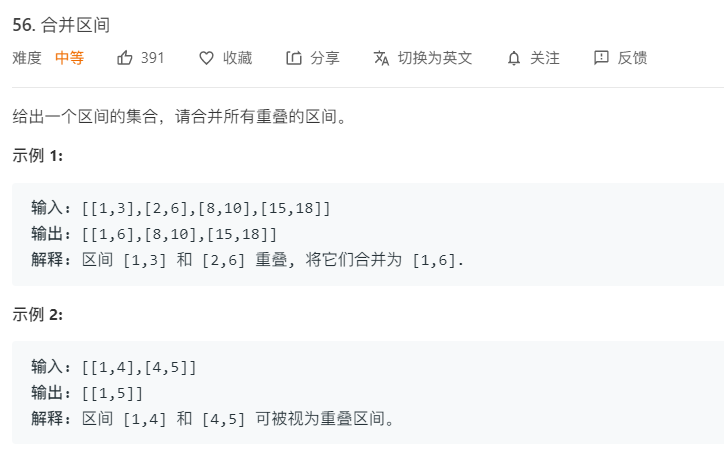 56. 合并区间
难度 中等 391 收藏 分享 切换为英文 关注 反馈
给出一个区间的集合，请合并所有重叠的区间。
示例 1:
输入: [[1,3],[2,6],[8,10],[15,18]]
输出: [[1,6],[8,10],[15,18]]
解释: 区间 [1,3] 和 [2,6] 重叠, 将它们合并为 [1,6].
示例 2:
输入: [[1,4],[4,5]]
输出: [[1,5]]
解释: 区间 [1,4] 和 [4,5] 可被视为重叠区间。